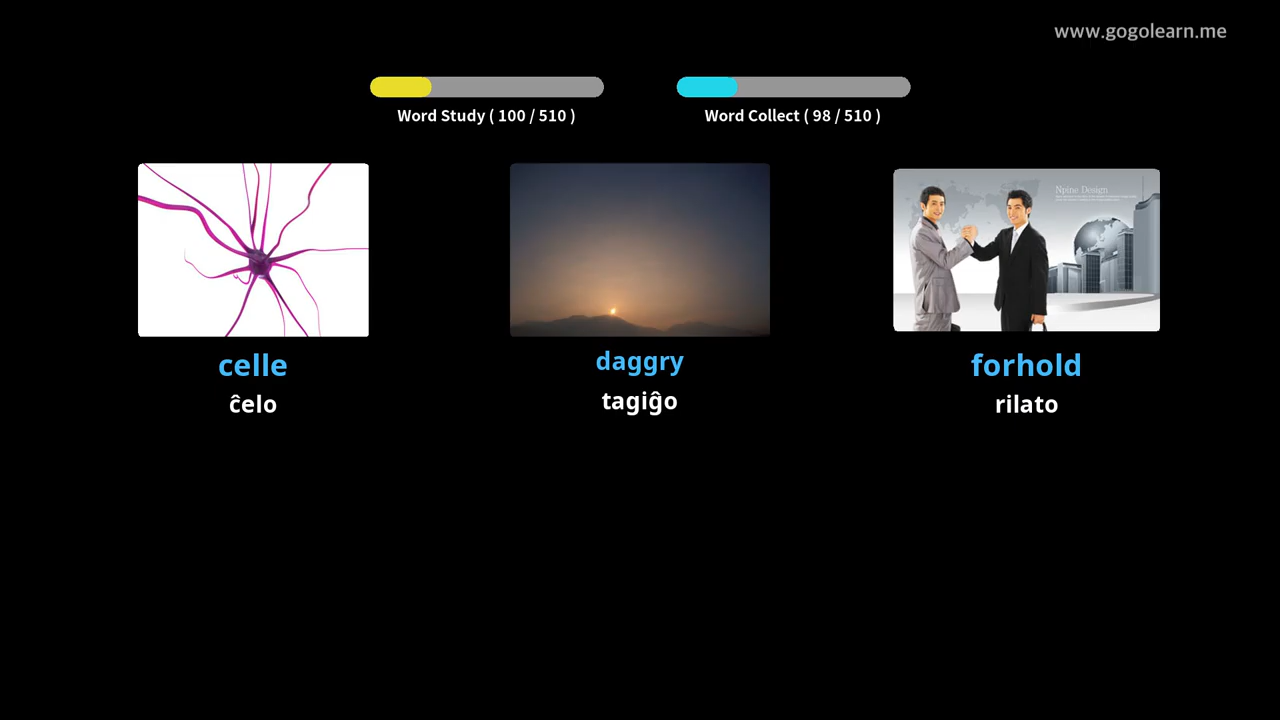 www.gogolearn.me
Word Study ( 100 / 510 )
Word Collect ( 98 / 510 )
Npine Design
celle
ĉelo
daggry
tagiĝo
forhold
rilato